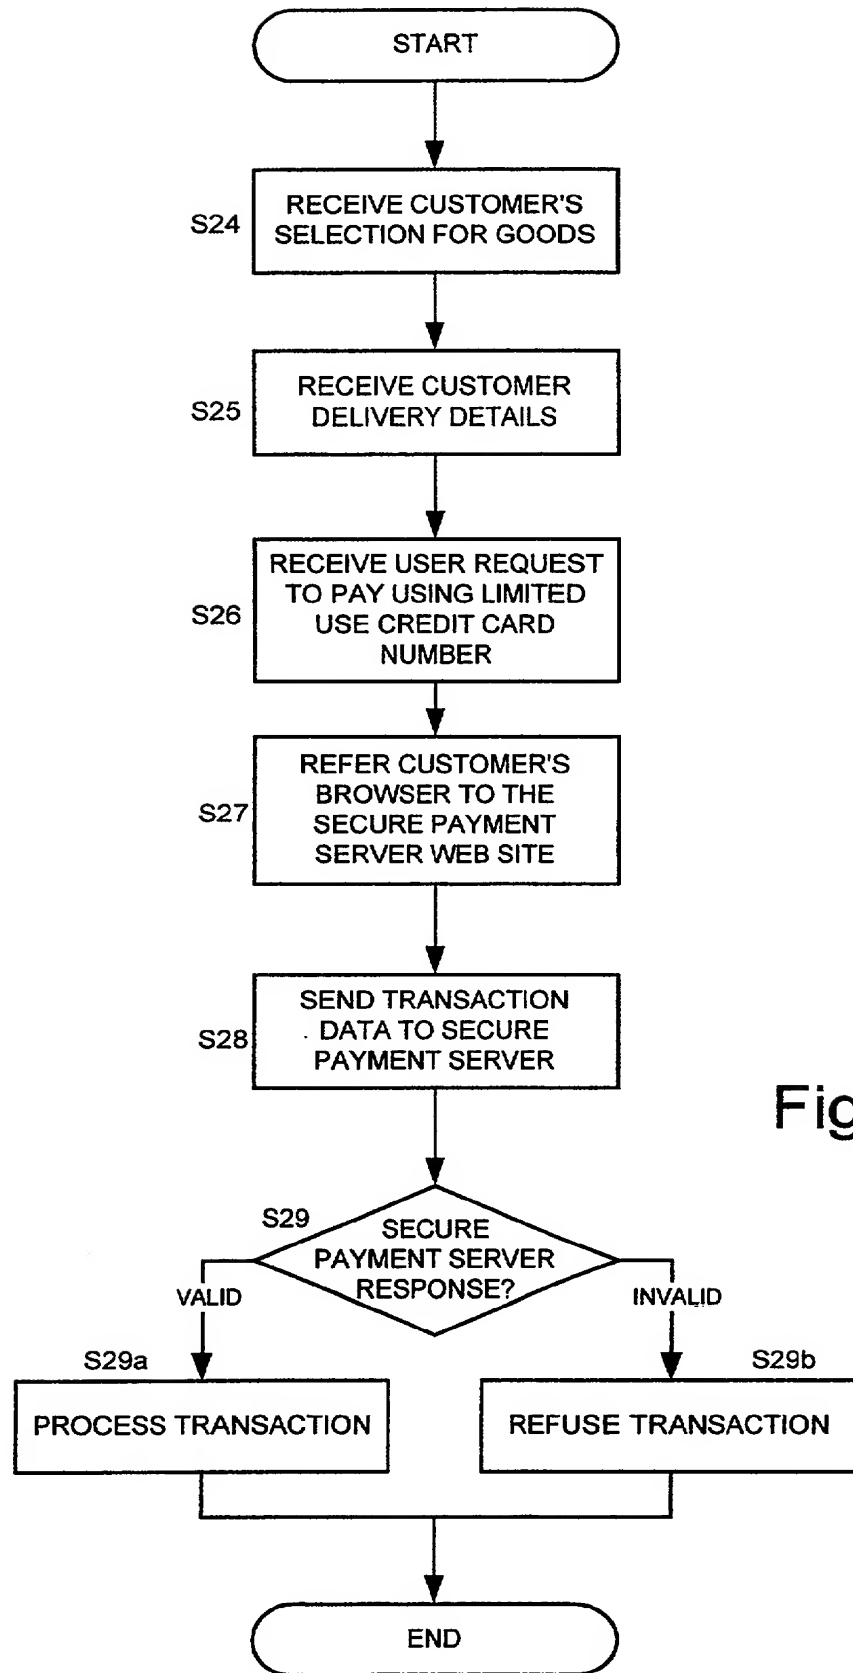 START
S24
RECEIVE CUSTOMER'S
SELECTION FOR GOODS
S25
RECEIVE CUSTOMER
DELIVERY DETAILS
S26
RECEIVE USER REQUEST
TO PAY USING LIMITED
USE CREDIT CARD
NUMBER
S27
REFER CUSTOMER'S
BROWSER TO THE
SECURE PAYMENT
SERVER WEB SITE
S28
SEND TRANSACTION
DATA TO SECURE
PAYMENT SERVER
Fig
S29
SECURE
PAYMENT SERVER
RESPONSE?
VALID
INVALID
S29a
S29b
PROCESS TRANSACTION
REFUSE TRANSACTION
END